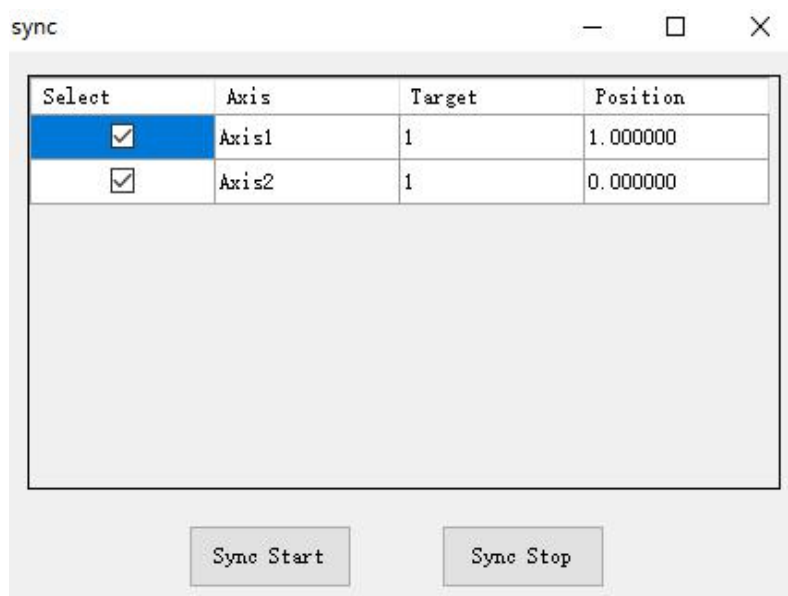 sync
Select Axis Target Position
Axis1 1 1.000000
Axis2 1 0.000000
Sync Start Sync Stop